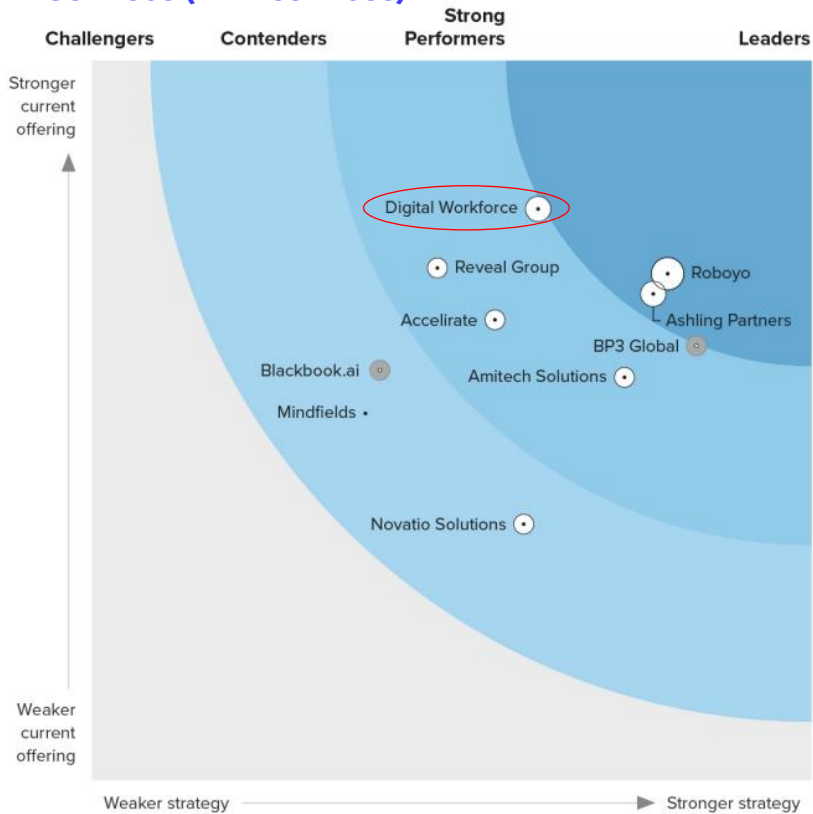 Strong
Challengers Contenders Performers Leaders
Stronger
current
offering
Digital Workforce
Reveal Group
Roboyo
Accelirate
Ashling Partners
BP3 Global
Blackbook.ai
Amitech Solutions
Mindfields
Novatio Solutions
Weaker
current
offering
Weaker strategy
Stronger strategy